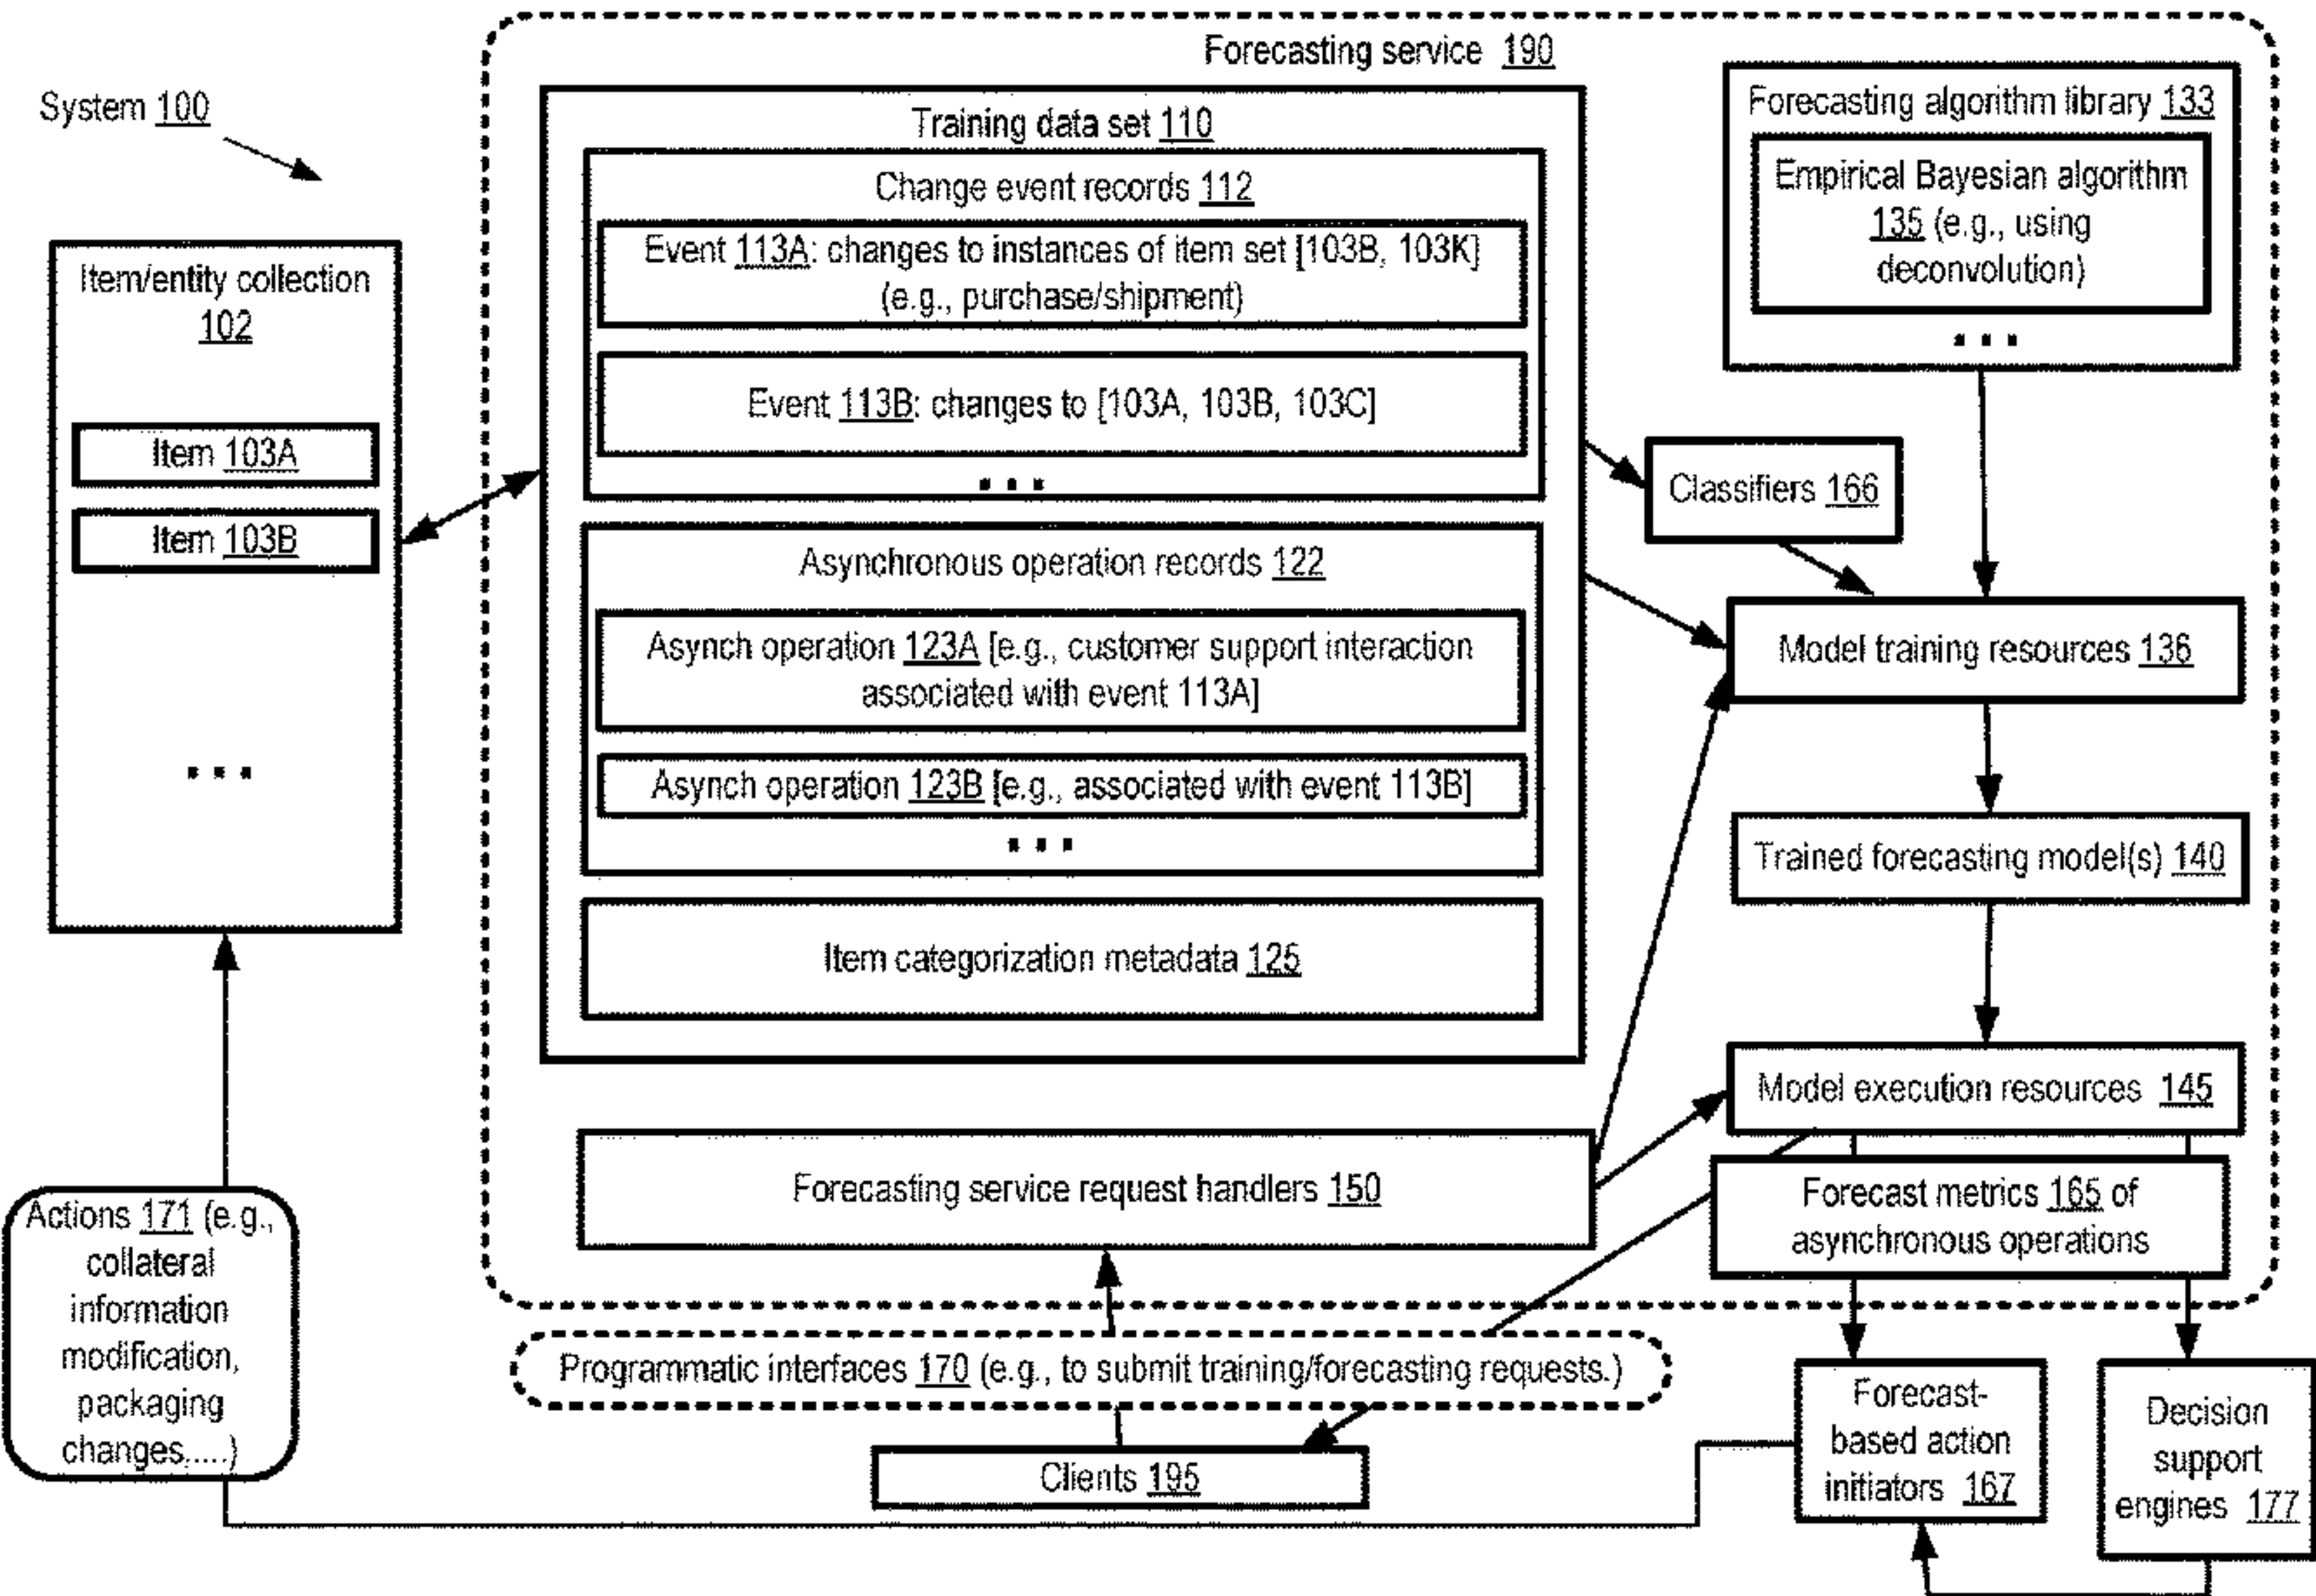 Forecasting service 190
System 100
Item/entity collection
102
Item 103A
Item 103B
...
Training data set 110
Change event records 112
Event 113A: changes to instances of item set [103B, 103K]
(e.g., purchase/shipment)
Event 113B: changes to [103A, 103B, 103C]
...
Asynchronous operation records 122
Asynch operation 123A [e.g., customer support interaction
associated with event 113A]
Asynch operation 123B [e.g., associated with event 113B]
...
Item categorization metadata 125
Forecasting algorithm library 133
Empirical Bayesian algorithm
135 (e.g., using
deconvolution)
...
Classifiers 166
Model training resources 136
Trained forecasting model(s) 140
Model execution resources 145
Forecasting service request handlers 150
Forecast metrics 165 of
asynchronous operations
Actions 171 (e.g.,
collateral
information
modification,
packaging
changes,....)
Programmatic interfaces 170 (e.g., to submit training/forecasting requests.)
Clients 195
Forecast-
based action
initiators 167
Decision
support
engines 177